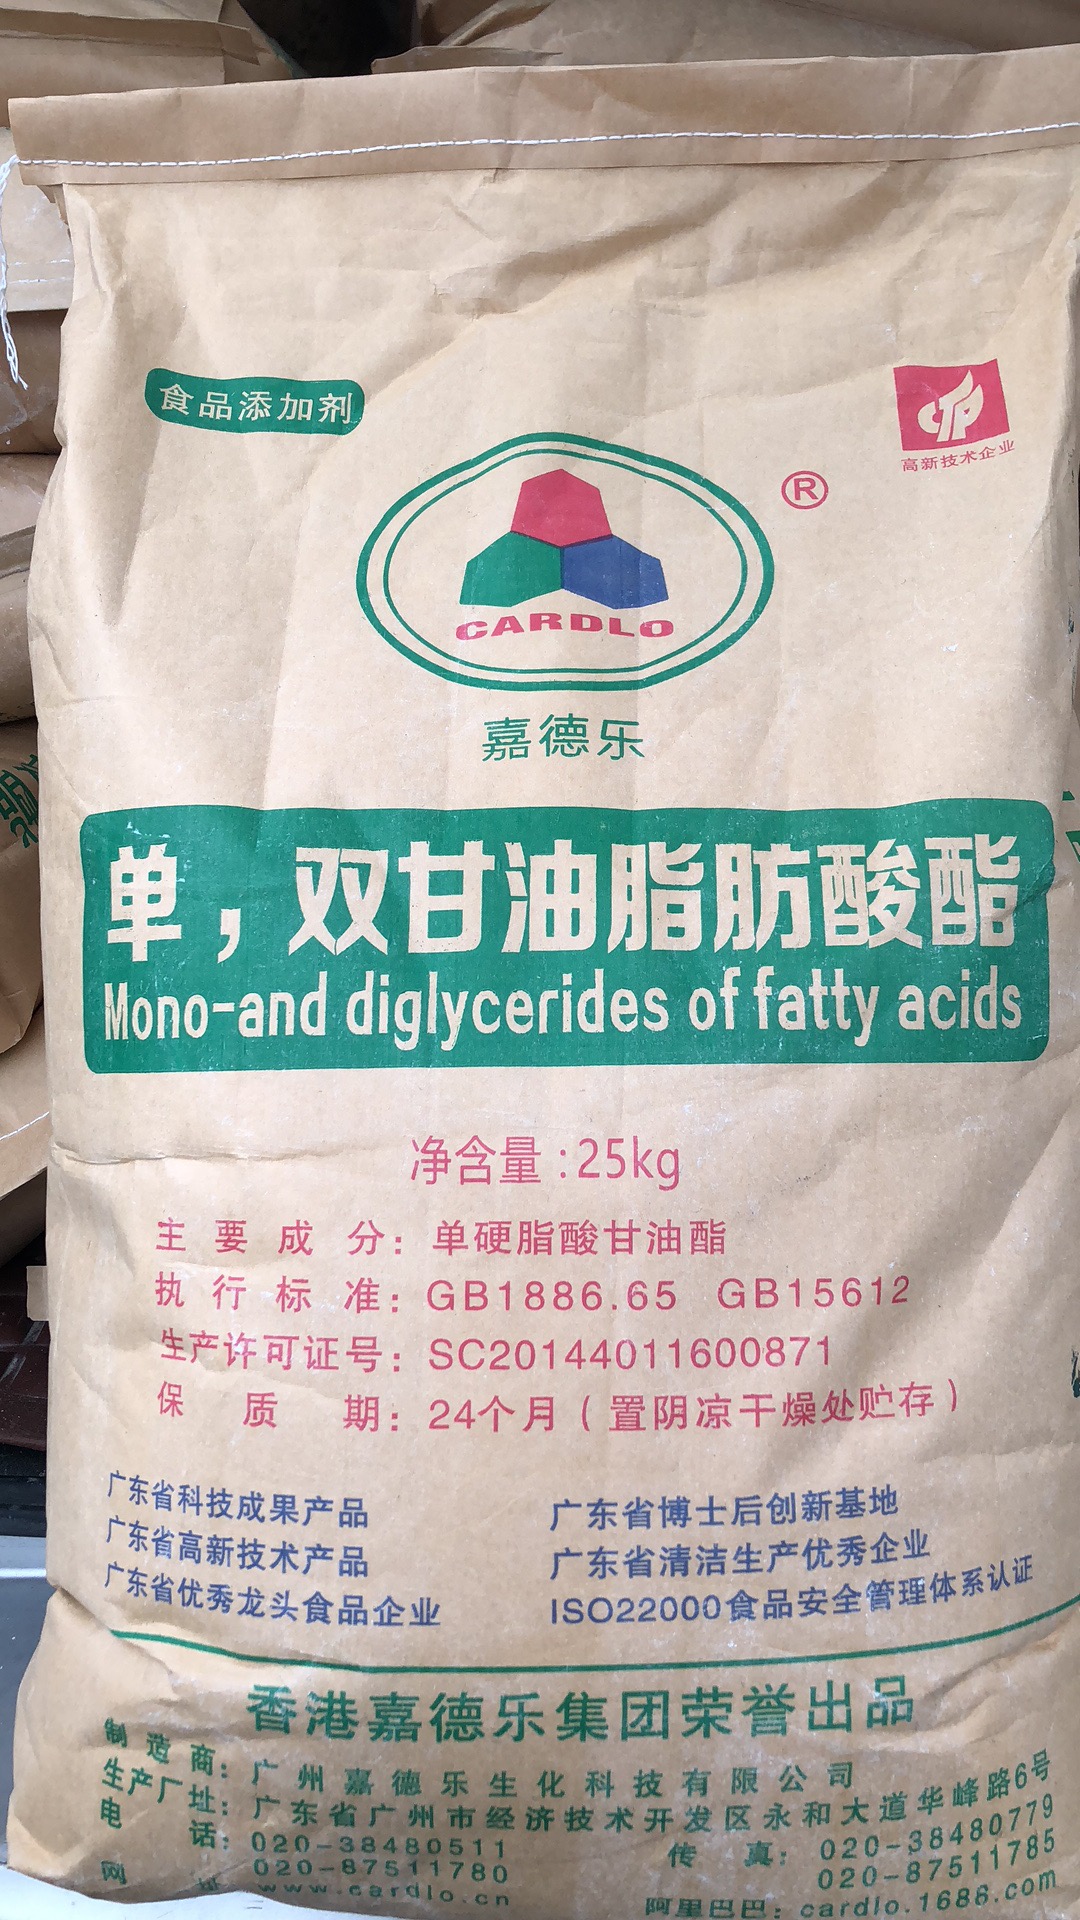 食品添加剂
高新技术企业
®
CARDLO
嘉德乐
单，双甘油脂肪酸酯
Mono-and diglycerides of fatty acids
净含量:25kg
主要成分：单硬脂酸甘油酯
执行标准：GB1886.65 GB15612
生产许可证号：SC20144011600871
保质期：24个月（置阴凉干燥处贮存）
广东省科技成果产品
广东省高新技术产品
广东省优秀龙头食品企业
广东省博士后创新基地
广东省清洁生产优秀企业
ISO22000食品安全管理体系认证
香港嘉德乐集团荣誉出品
制造商：广州嘉德乐生化科技有限公司
生产厂址：广东省广州市经济技术开发区永和大道华峰路6号
电话：020-38480511 传真：020-38480779
020-87511780 020-87511785
网址 www.cardlo.cn 阿里巴巴：cardlo.1688.com